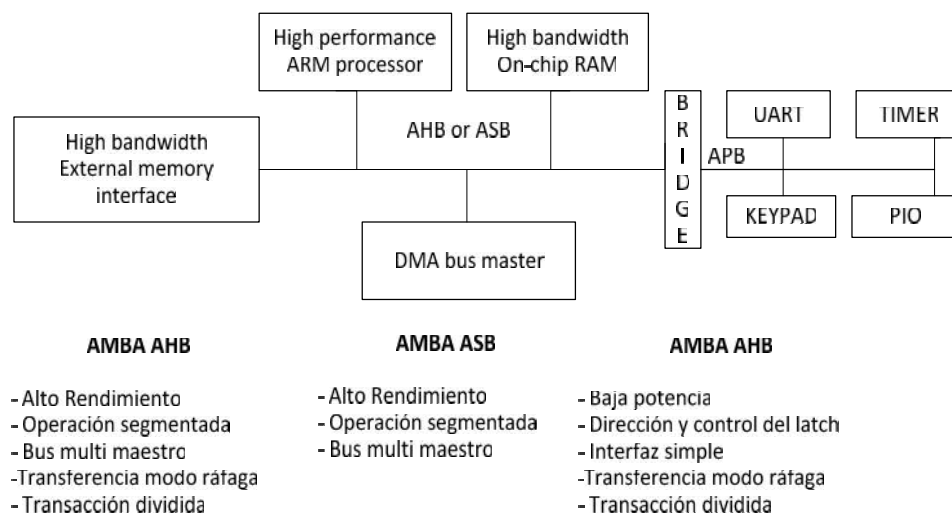 High performance
ARM processor
High bandwidth
On-chip RAM
High bandwidth
External memory
interface
AHB or ASB
B
R
I
D
G
E
APB
UART
TIMER
KEYPAD
PIO
DMA bus master
AMBA AHB
- Alto Rendimiento
- Operación segmentada
- Bus multi maestro
-Transferencia modo ráfaga
- Transacción dividida
AMBA ASB
- Alto Rendimiento
- Operación segmentada
- Bus multi maestro
AMBA AHB
- Baja potencia
- Dirección y control del latch
- Interfaz simple
-Transferencia modo ráfaga
- Transacción dividida